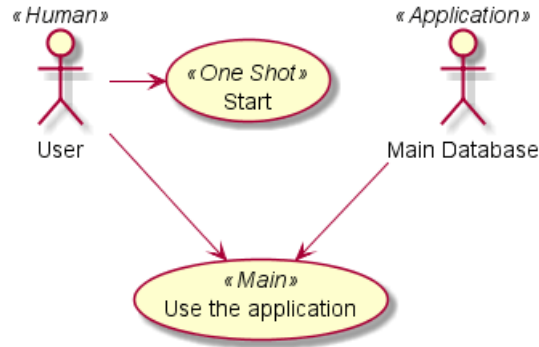 «Human»
«Application»
«One Shot»
Start
User
Main Database
«Main»
Use the application